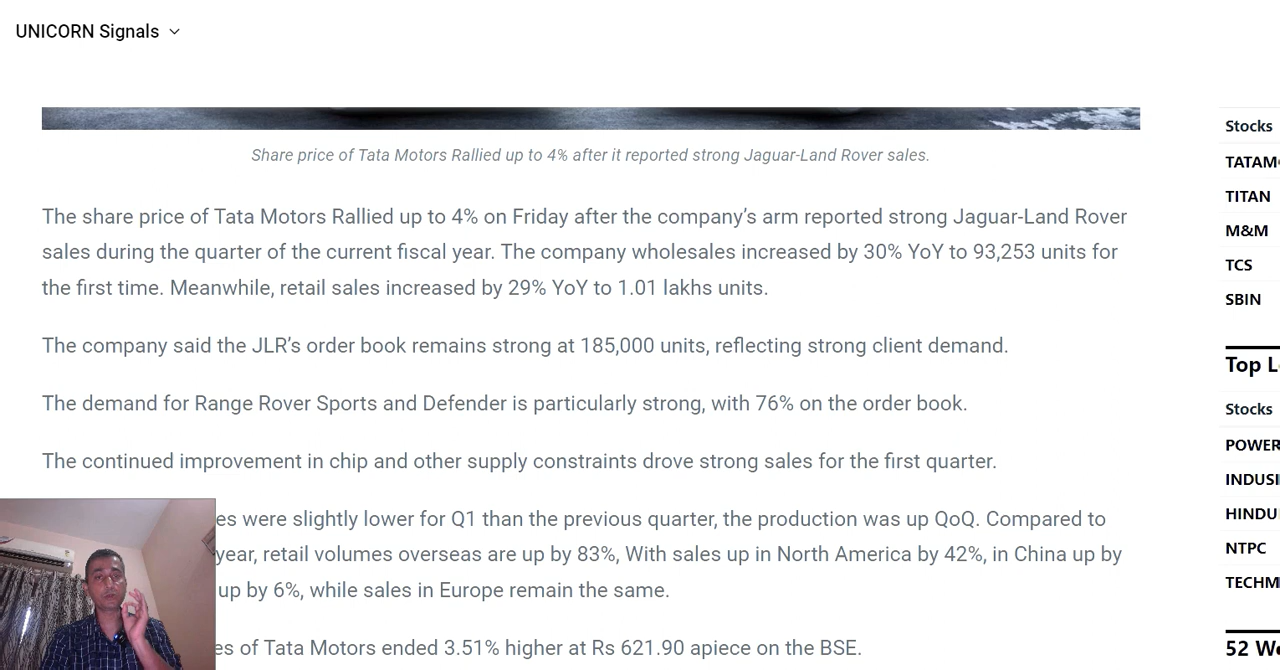 UNICORN Signals
Share price of Tata Motors Rallied up to 4% after it reported strong Jaguar-Land Rover sales.
The share price of Tata Motors Rallied up to 4% on Friday after the company's arm reported strong Jaguar-Land Rover
sales during the quarter of the current fiscal year. The company wholesales increased by 30% YoY to 93,253 units for
the first time. Meanwhile, retail sales increased by 29% YoY to 1.01 lakhs units.
The company said the JLR's order book remains strong at 185,000 units, reflecting strong client demand.
The demand for Range Rover Sports and Defender is particularly strong, with 76% on the order book.
The continued improvement in chip and other supply constraints drove strong sales for the first quarter.
es were slightly lower for Q1 than the previous quarter, the production was up QoQ. Compared to
year, retail volumes overseas are up by 83%, With sales up in North America by 42%, in China up by
up by 6%, while sales in Europe remain the same.
es of Tata Motors ended 3.51% higher at Rs 621.90 apiece on the BSE.
Stocks
TATAM
TITAN
M&M
TCS
SBIN
Top L
Stocks
POWER
INDUSI
HINDU
NTPC
TECHM
52 We